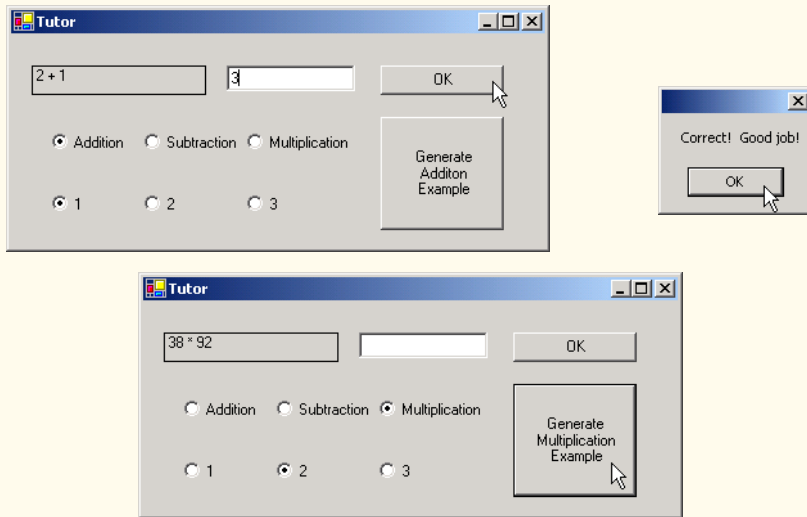 Tutor
2 + 1
3
OK
Addition
Subtraction
Multiplication
Generate
Additon
Example
1
2
3
Correct! Good job!
OK
Tutor
38 * 92
OK
Addition
Subtraction
Multiplication
Generate
Multiplication
Example
1
2
3